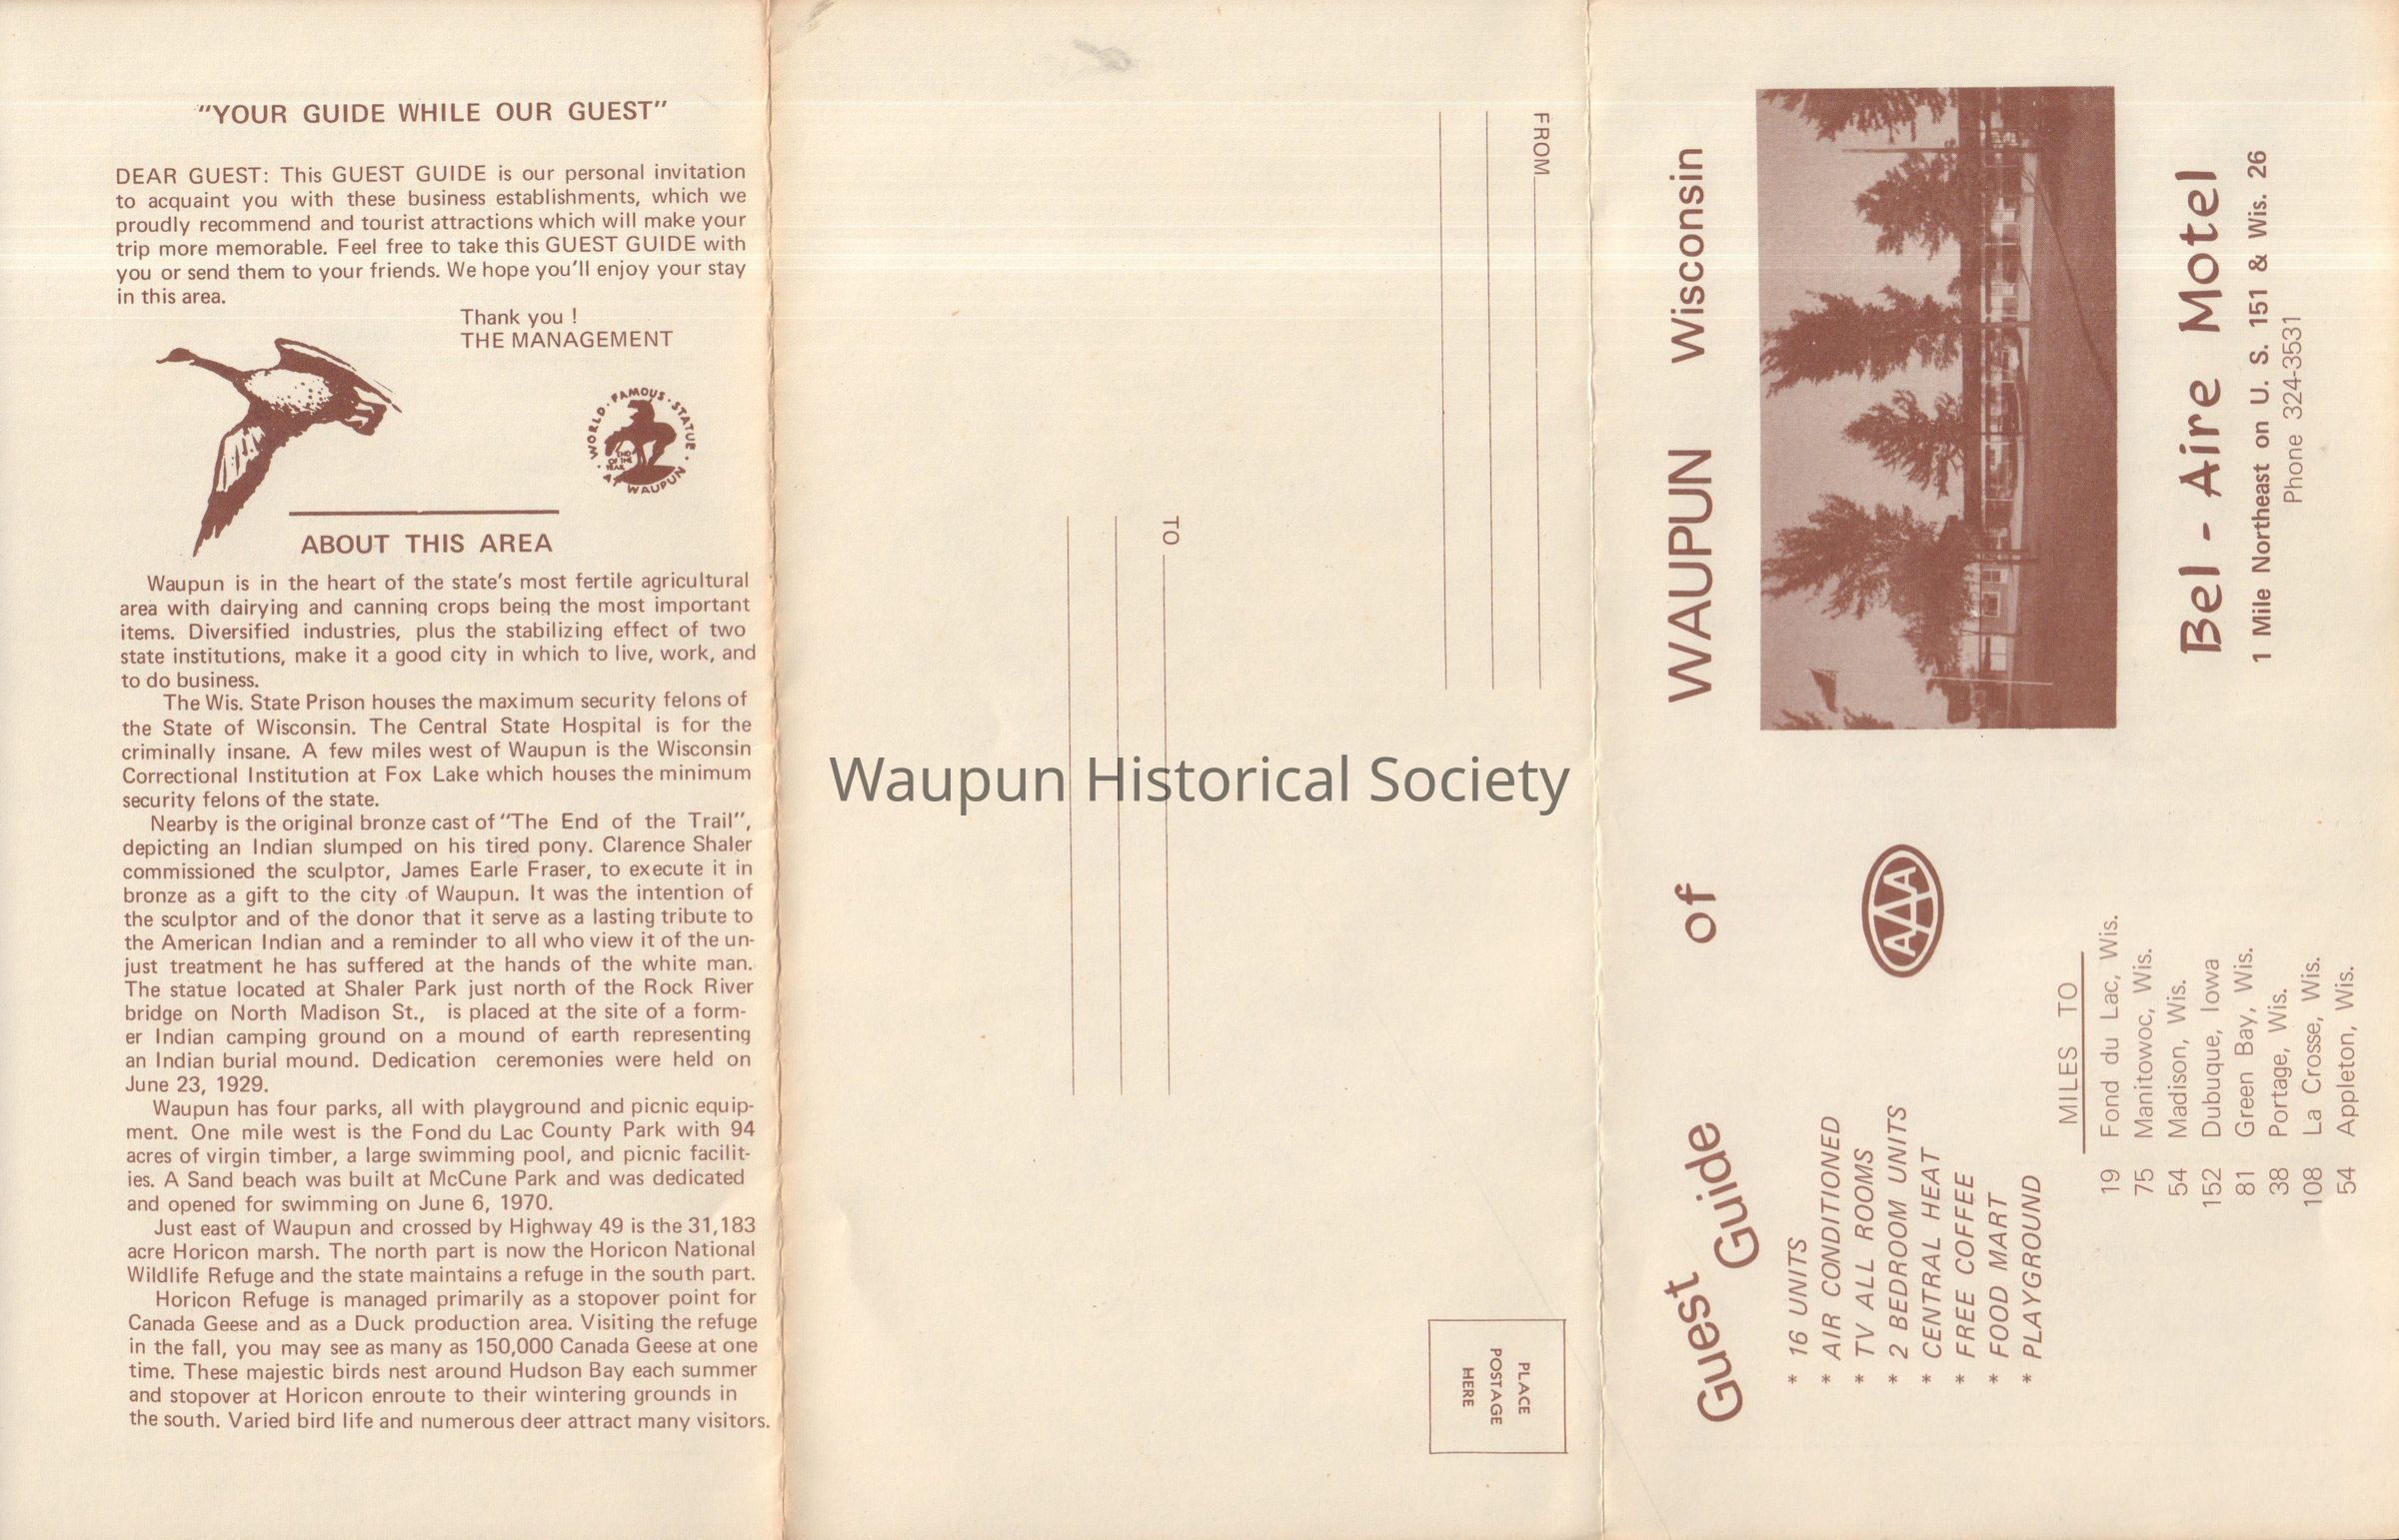 "YOUR GUIDE WHILE OUR GUEST"
DEAR GUEST: This GUEST GUIDE is our personal invitation
to acquaint you with these business establishments, which we
proudly recommend and tourist attractions which will make your
trip more memorable. Feel free to take this GUEST GUIDE with
you or send them to your friends. We hope you'll enjoy your stay
in this area.
Thank you !
THE MANAGEMENT
· WORLD · FAMOUS · STATUE ·
END
OF THE
TRAIL
AT WAUPUN
ABOUT THIS AREA
Waupun is in the heart of the state's most fertile agricultural
area with dairying and canning crops being the most important
items. Diversified industries, plus the stabilizing effect of two
state institutions, make it a good city in which to live, work, and
to do business.
The Wis. State Prison houses the maximum security felons of
the State of Wisconsin. The Central State Hospital is for the
criminally insane. A few miles west of Waupun is the Wisconsin
Correctional Institution at Fox Lake which houses the minimum
security felons of the state.
Nearby is the original bronze cast of "The End of the Trail",
depicting an Indian slumped on his tired pony. Clarence Shaler
commissioned the sculptor, James Earle Fraser, to execute it in
bronze as a gift to the city of Waupun. It was the intention of
the sculptor and of the donor that it serve as a lasting tribute to
the American Indian and a reminder to all who view it of the un-
just treatment he has suffered at the hands of the white man.
The statue located at Shaler Park just north of the Rock River
bridge on North Madison St., is placed at the site of a form-
er Indian camping ground on a mound of earth representing
an Indian burial mound. Dedication ceremonies were held on
June 23, 1929.
Waupun has four parks, all with playground and picnic equip-
ment. One mile west is the Fond du Lac County Park with 94
acres of virgin timber, a large swimming pool, and picnic facilit-
ies. A Sand beach was built at McCune Park and was dedicated
and opened for swimming on June 6, 1970.
Just east of Waupun and crossed by Highway 49 is the 31,183
acre Horicon marsh. The north part is now the Horicon National
Wildlife Refuge and the state maintains a refuge in the south part.
Horicon Refuge is managed primarily as a stopover point for
Canada Geese and as a Duck production area. Visiting the refuge
in the fall, you may see as many as 150,000 Canada Geese at one
time. These majestic birds nest around Hudson Bay each summer
and stopover at Horicon enroute to their wintering grounds in
the south. Varied bird life and numerous deer attract many visitors.
FROM
TO
PLACE
POSTAGE
HERE
Waupun Historical Society
Guest Guide of WAUPUN Wisconsin
* 16 UNITS
* AIR CONDITIONED
* TV ALL ROOMS
* 2 BEDROOM UNITS
* CENTRAL HEAT
* FREE COFFEE
* FOOD MART
* PLAYGROUND
AAA
MILES TO
19 Fond du Lac, Wis.
75 Manitowoc, Wis.
54 Madison, Wis.
152 Dubuque, Iowa
81 Green Bay, Wis.
38 Portage, Wis.
108 La Crosse, Wis.
54 Appleton, Wis.
Bel - Aire Motel
1 Mile Northeast on U. S. 151 & Wis. 26
Phone 324-3531